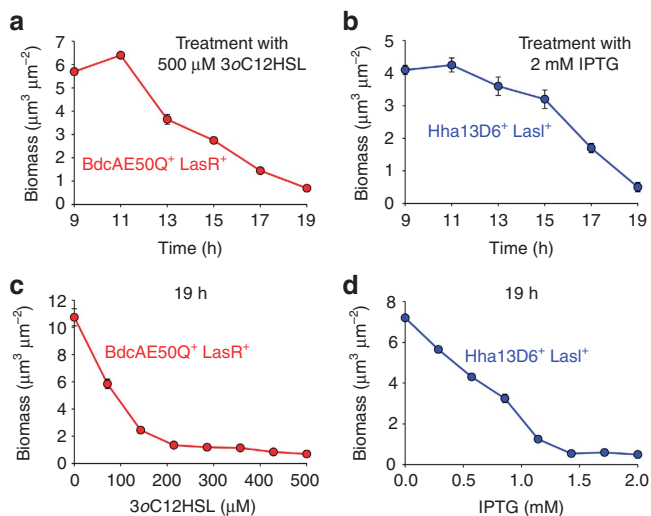 a
Treatment with
500 μM 3oC12HSL
Biomass (μm³ μm⁻²)
7
6
5
4
3
2
1
0
BdcAE50Q⁺ LasR⁺
9 11 13 15 17 19
Time (h)
b
Treatment with
2 mM IPTG
Biomass (μm³ μm⁻²)
5
4
3
2
1
0
Hha13D6⁺ LasI⁺
9 11 13 15 17 19
Time (h)
c
19 h
Biomass (μm³ μm⁻²)
12
10
8
6
4
2
0
BdcAE50Q⁺ LasR⁺
0 100 200 300 400 500
3oC12HSL (μM)
d
19 h
Biomass (μm³ μm⁻²)
8
6
4
2
0
Hha13D6⁺ LasI⁺
0.0 0.5 1.0 1.5 2.0
IPTG (mM)